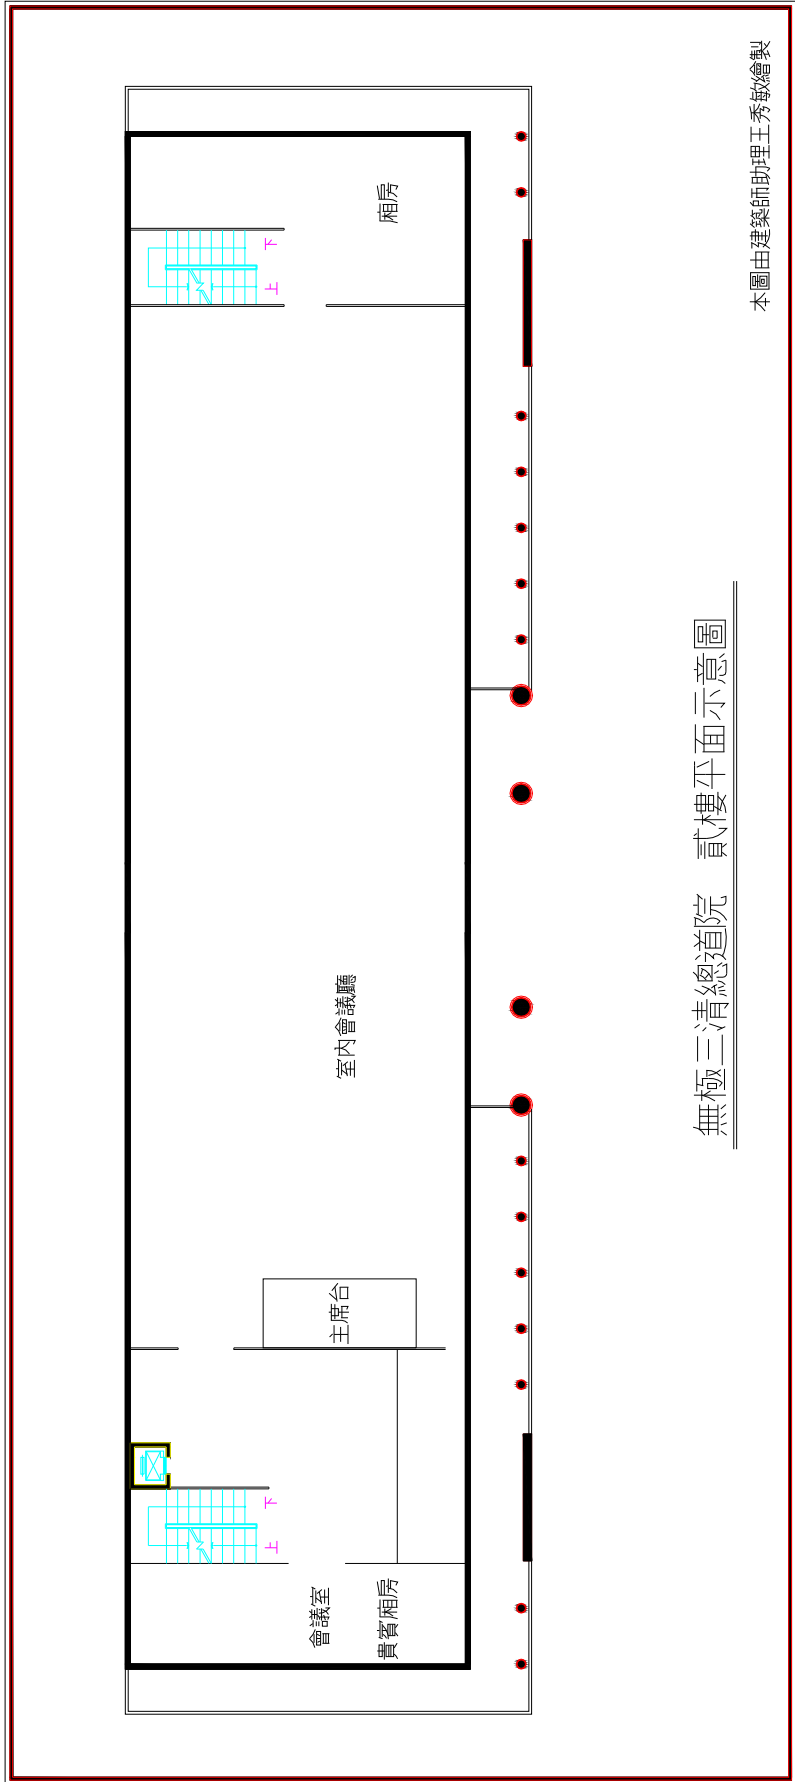 本圖由建築師助理王秀敏繪製
廂房
下
上
室內會議廳
主席台
下
上
會議室
貴賓廂房
無極三清總道院 貳樓平面示意圖